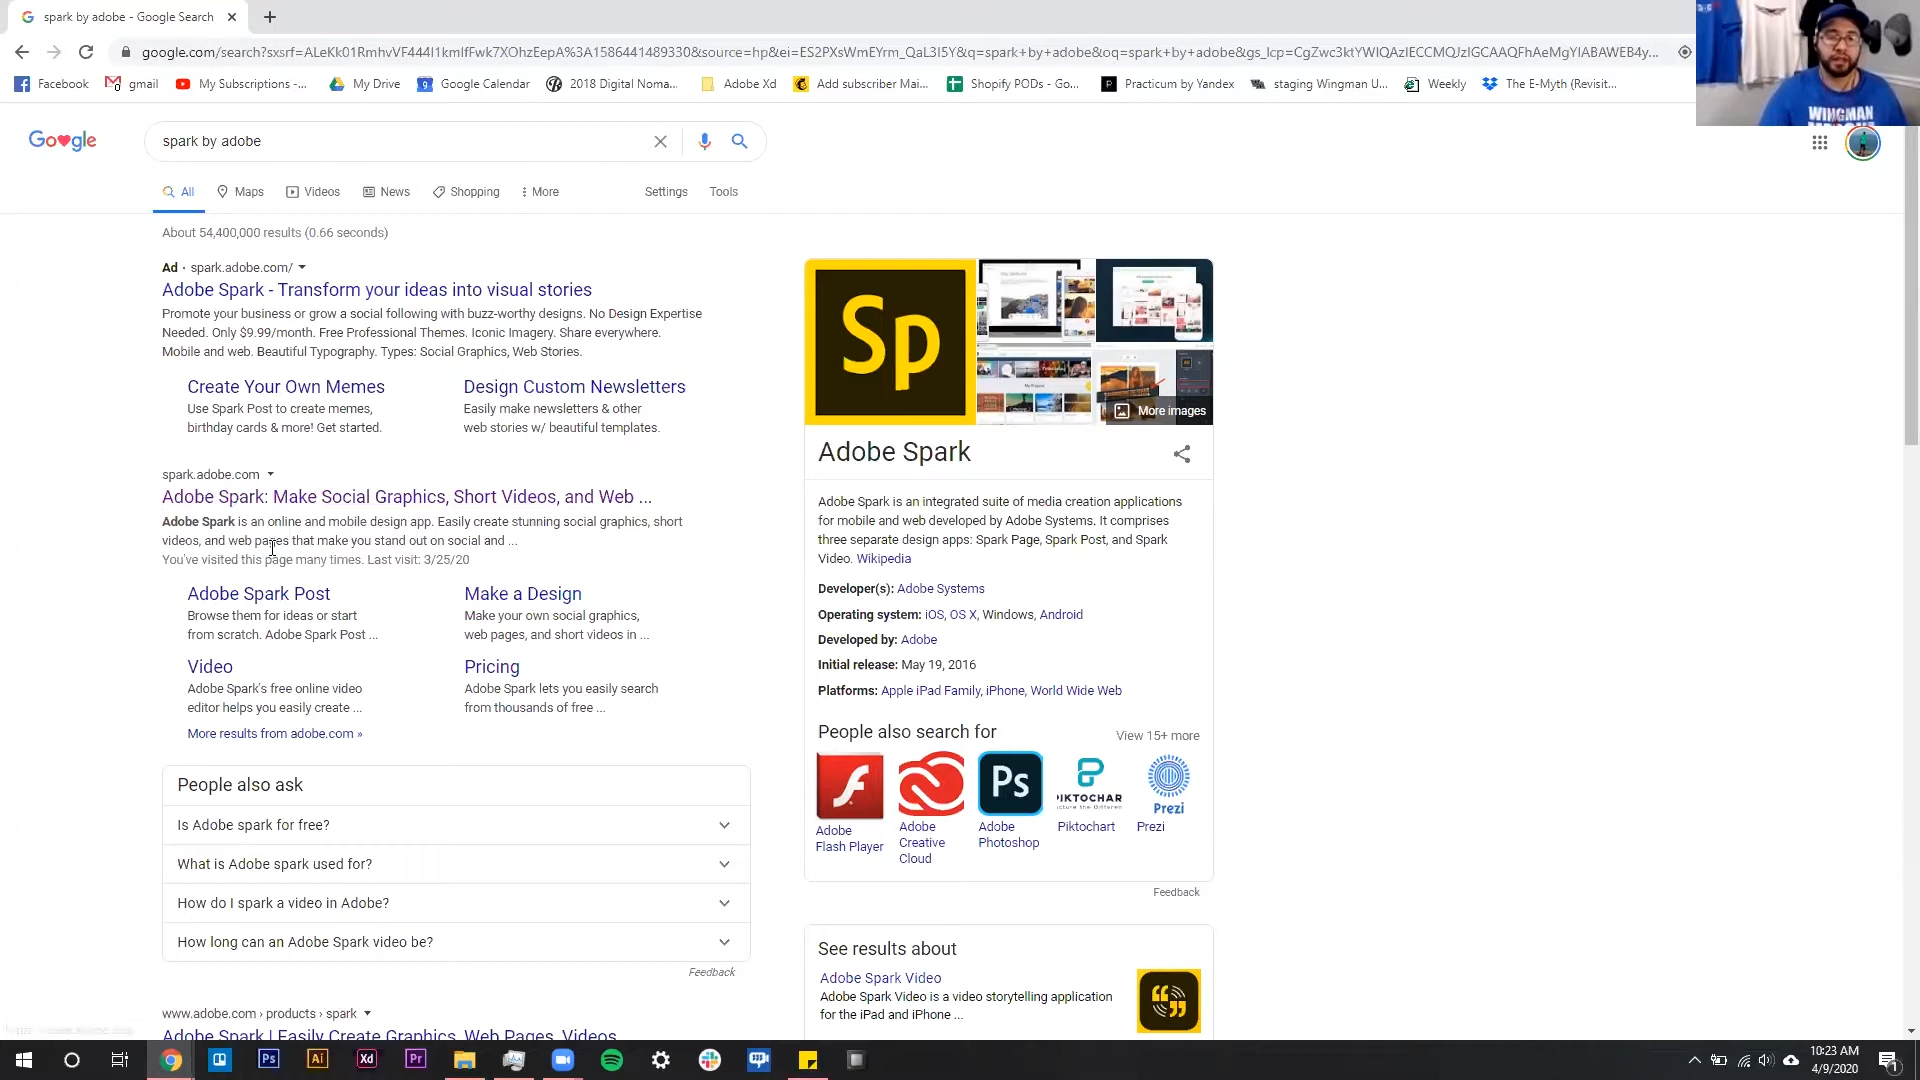 spark by adobe - Google Search
google.com/search?sxsrf=ALeKk01RmhvVF444I1kmIfFwk7XOhzEepA%3A1586441489330&source=hp&ei=ES2PXsWmEYrm_QaL3I5Y&q=spark+by+adobe&oq=spark+by+adobe&gs_lcp=CgZwc3ktYWIQAzIECCMQJzIGCAAQFhAeMgYIABAWEB4y...
Facebook gmail My Subscriptions -... My Drive Google Calendar 2018 Digital Noma... Adobe Xd Add subscriber Mai... Shopify PODs - Go... Practicum by Yandex staging Wingman U... Weekly The E-Myth (Revisit...
WINGMAN
Google
spark by adobe
All Maps Videos News Shopping More Settings Tools
About 54,400,000 results (0.66 seconds)
Ad · spark.adobe.com/
Adobe Spark - Transform your ideas into visual stories
Promote your business or grow a social following with buzz-worthy designs. No Design Expertise
Needed. Only $9.99/month. Free Professional Themes. Iconic Imagery. Share everywhere.
Mobile and web. Beautiful Typography. Types: Social Graphics, Web Stories.
Create Your Own Memes
Use Spark Post to create memes,
birthday cards & more! Get started.
Design Custom Newsletters
Easily make newsletters & other
web stories w/ beautiful templates.
spark.adobe.com
Adobe Spark: Make Social Graphics, Short Videos, and Web ...
Adobe Spark is an online and mobile design app. Easily create stunning social graphics, short
videos, and web pages that make you stand out on social and ...
You've visited this page many times. Last visit: 3/25/20
Adobe Spark Post
Browse them for ideas or start
from scratch. Adobe Spark Post ...
Make a Design
Make your own social graphics,
web pages, and short videos in ...
Video
Adobe Spark's free online video
editor helps you easily create ...
Pricing
Adobe Spark lets you easily search
from thousands of free ...
More results from adobe.com »
People also ask
Is Adobe spark for free?
What is Adobe spark used for?
How do I spark a video in Adobe?
How long can an Adobe Spark video be?
Feedback
www.adobe.com › products › spark
Adobe Spark | Easily Create Graphics, Web Pages, Videos
Sp
More images
Adobe Spark
Adobe Spark is an integrated suite of media creation applications
for mobile and web developed by Adobe Systems. It comprises
three separate design apps: Spark Page, Spark Post, and Spark
Video. Wikipedia
Developer(s): Adobe Systems
Operating system: iOS, OS X, Windows, Android
Developed by: Adobe
Initial release: May 19, 2016
Platforms: Apple iPad Family, iPhone, World Wide Web
People also search for View 15+ more
Ps
PIKTOCHAR
Prezi
Adobe
Flash Player
Adobe
Creative
Cloud
Adobe
Photoshop
Piktochart
Prezi
Feedback
See results about
Adobe Spark Video
Adobe Spark Video is a video storytelling application
for the iPad and iPhone ...
Ps Ai Xd Pr
10:23 AM
4/9/2020
1